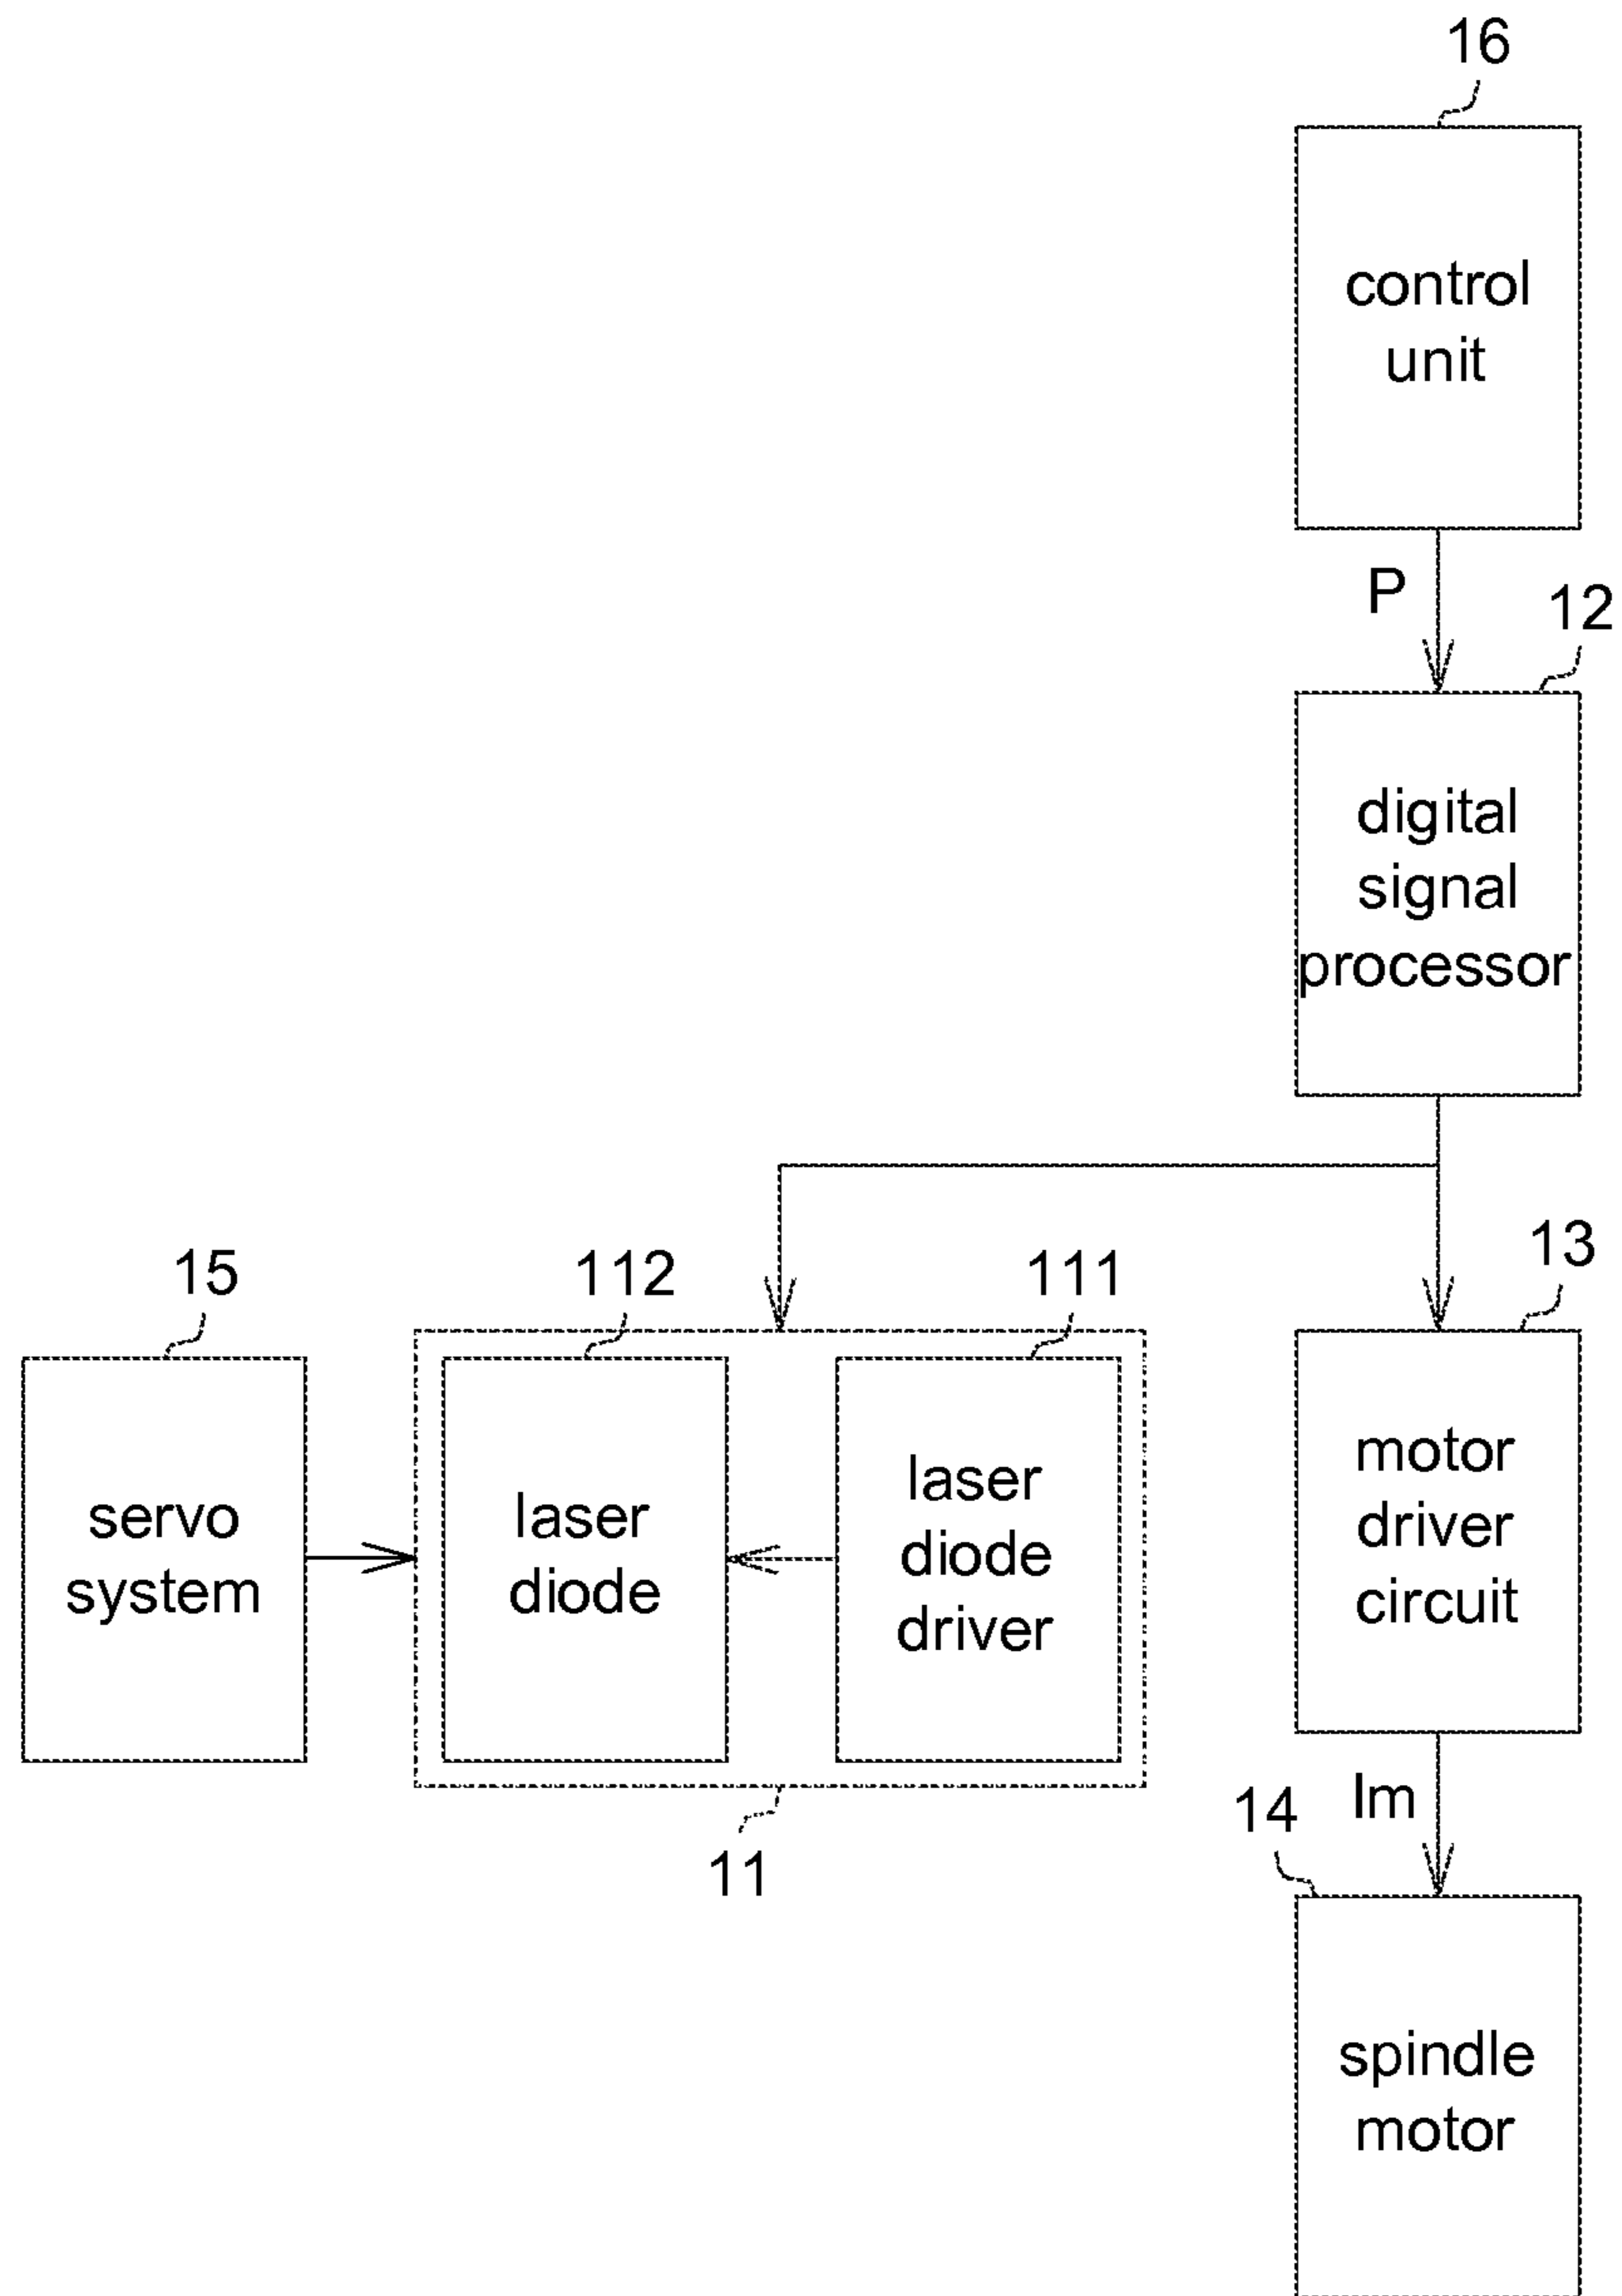 16
control
unit
P
12
digital
signal
processor
15
112
111
13
servo
system
laser
diode
laser
diode
driver
motor
driver
circuit
11
14
Im
spindle
motor